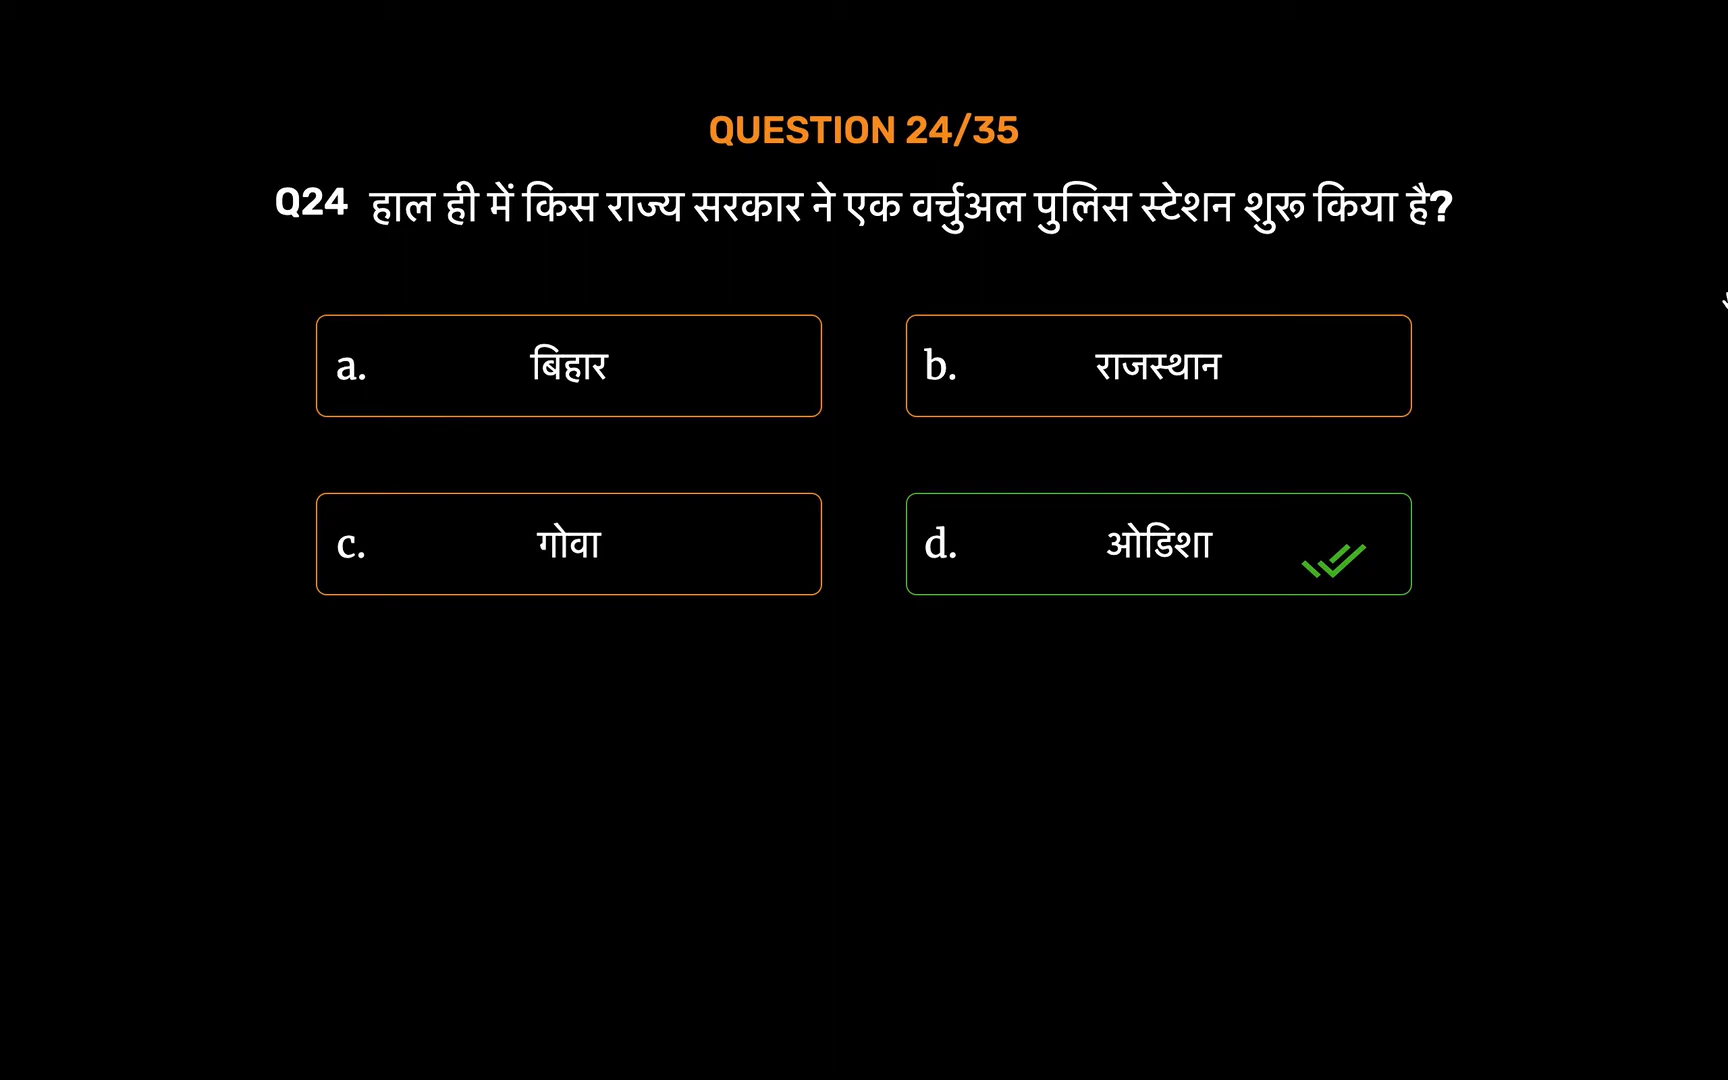 QUESTION 24/35
Q24 हाल ही में किस राज्य सरकार ने एक वर्चुअल पुलिस स्टेशन शुरू किया है?
a. बिहार
b. राजस्थान
c. गोवा
d. ओडिशा